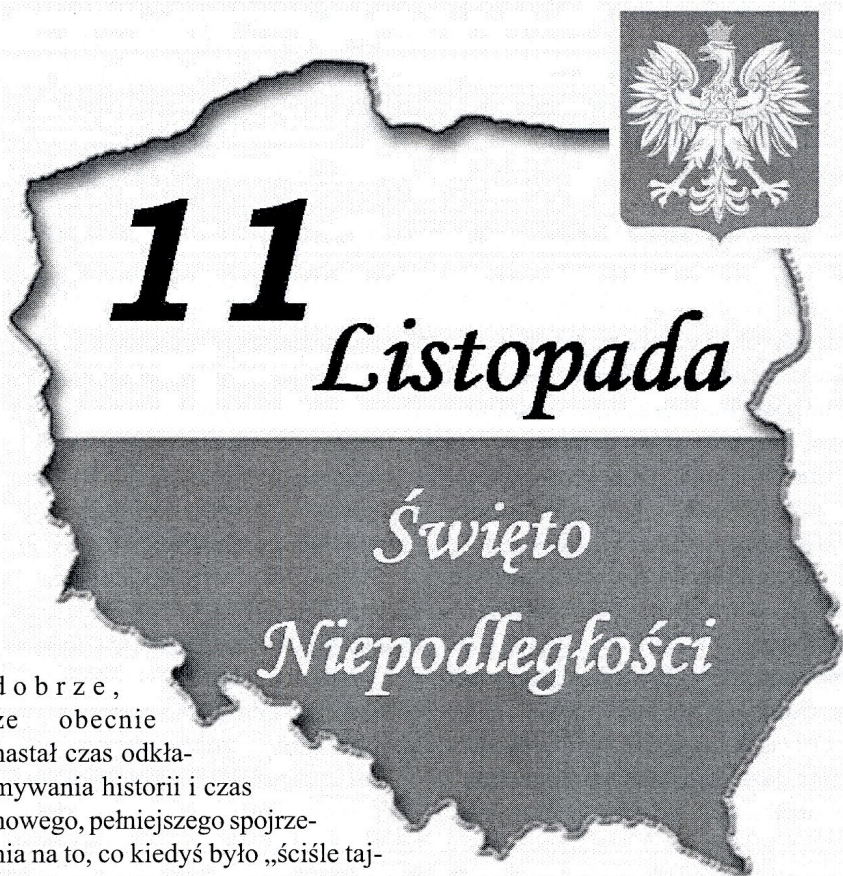 11
Listopada
Święto
Niepodległości
dobrze,
że obecnie
nastał czas odkła-
mywania historii i czas
nowego, pełniejszego spojrze-
nia na to, co kiedyś było „ściśle taj-